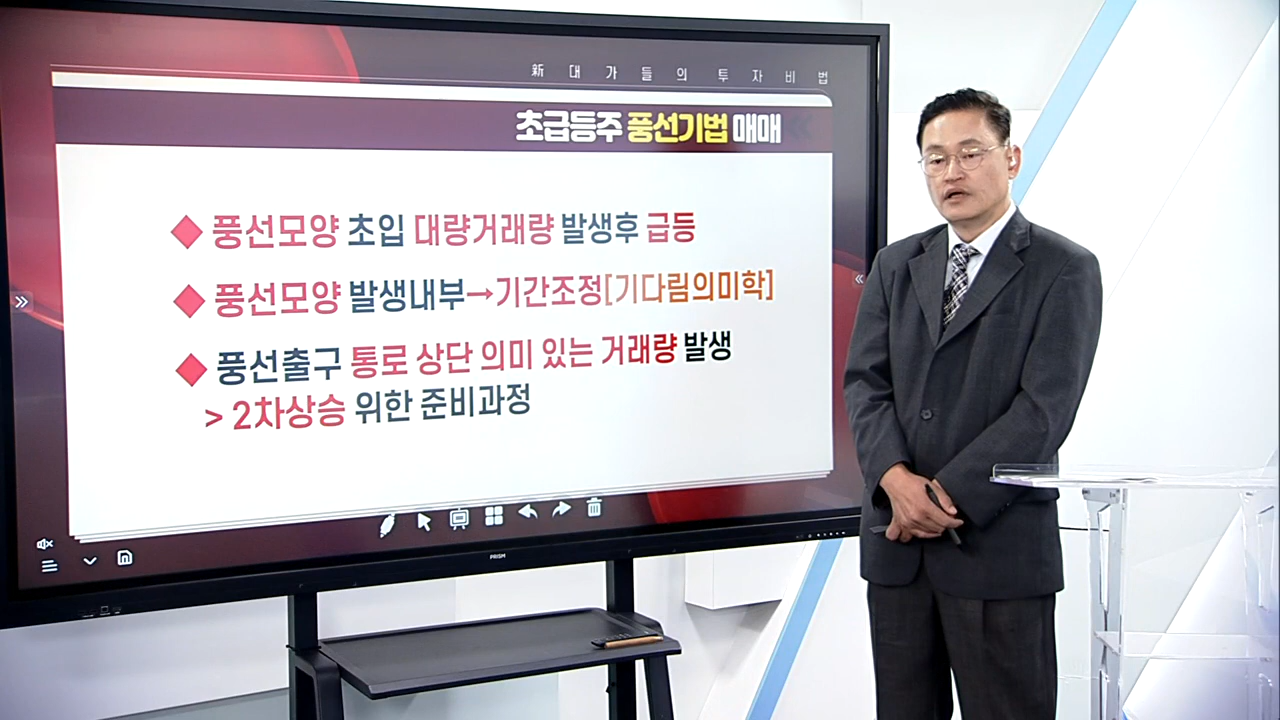 新대가들의투자비법
초급등주 풍선기법 매매
◆ 풍선모양 초입 대량거래량 발생후 급등
◆ 풍선모양 발생내부→기간조정[기다림의미학]
◆ 풍선출구 통로 상단 의미 있는 거래량 발생
> 2차상승 위한 준비과정
PRISM